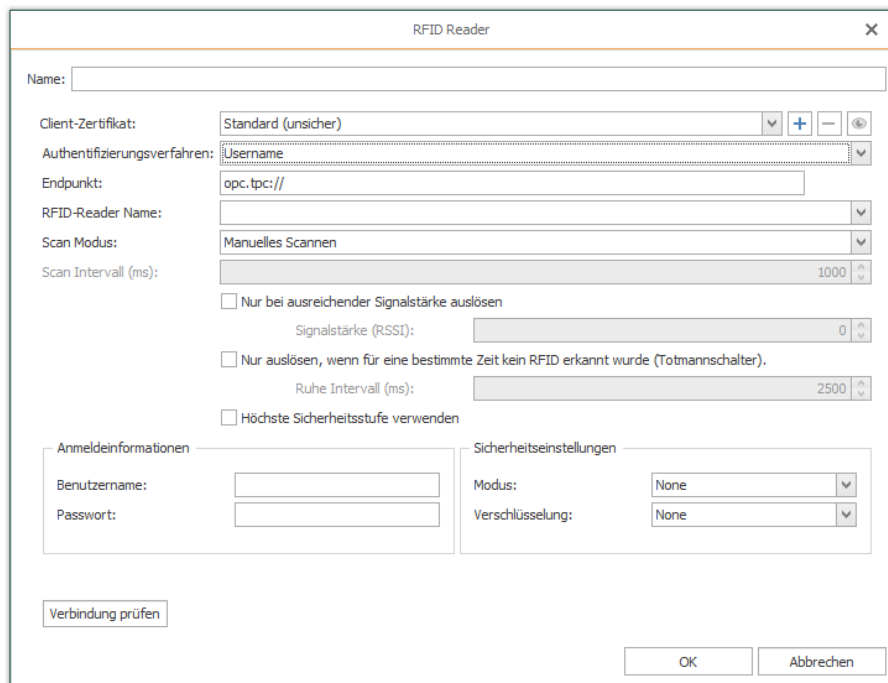 RFID Reader
Name:
Client-Zertifikat: Standard (unsicher)
Authentifizierungsverfahren: Username
Endpunkt: opc.tpc://
RFID-Reader Name:
Scan Modus: Manuelles Scannen
Scan Intervall (ms): 1000
Nur bei ausreichender Signalstärke auslösen
Signalstärke (RSSI): 0
Nur auslösen, wenn für eine bestimmte Zeit kein RFID erkannt wurde (Totmannschalter).
Ruhe Intervall (ms): 2500
Höchste Sicherheitsstufe verwenden
Anmeldeinformationen
Benutzername:
Passwort:
Sicherheitseinstellungen
Modus: None
Verschlüsselung: None
Verbindung prüfen
OK Abbrechen